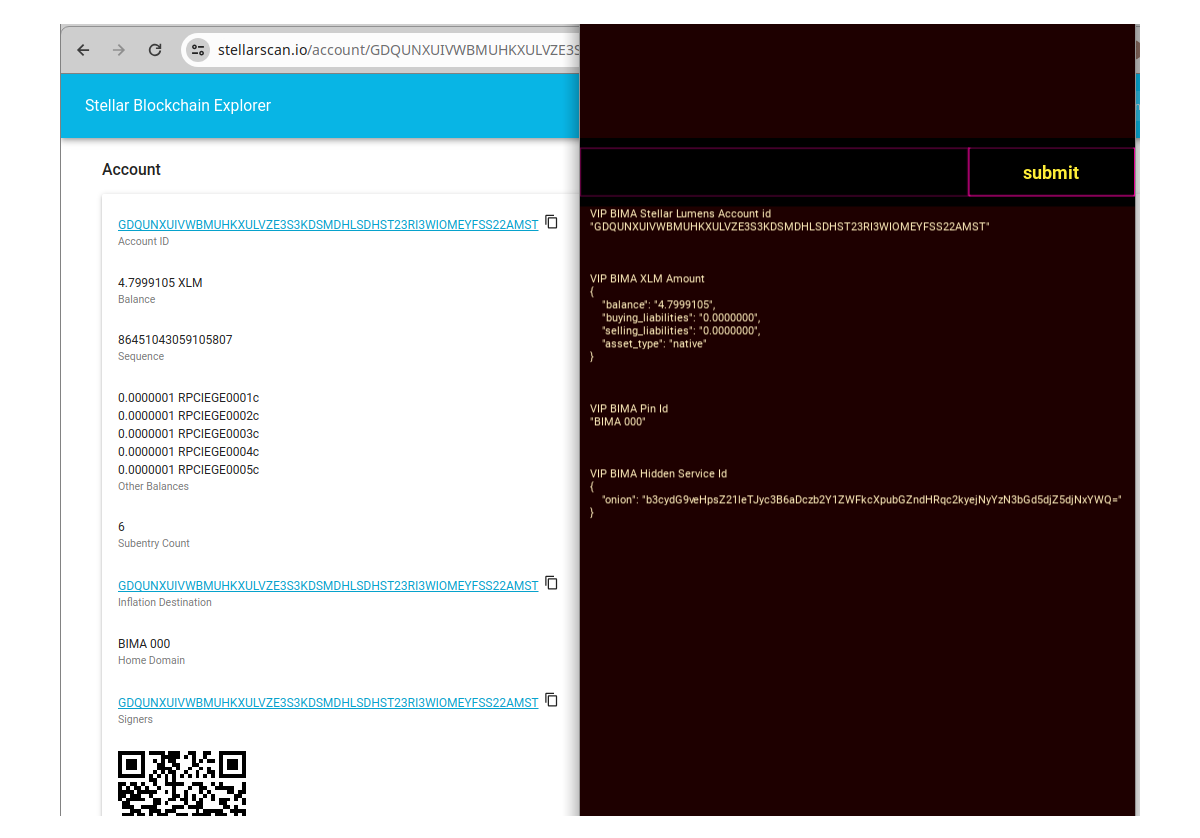 stellarscan.io/account/GDQUNXUIVWBMUHKXULVZE3S
Stellar Blockchain Explorer
Account
GDQUNXUIVWBMUHKXULVZE3S3KDSMDHLSDHST23RI3WIOMEYFSS22AMST
Account ID
4.7999105 XLM
Balance
86451043059105807
Sequence
0.0000001 RPCIEGE0001c
0.0000001 RPCIEGE0002c
0.0000001 RPCIEGE0003c
0.0000001 RPCIEGE0004c
0.0000001 RPCIEGE0005c
Other Balances
6
Subentry Count
GDQUNXUIVWBMUHKXULVZE3S3KDSMDHLSDHST23RI3WIOMEYFSS22AMST
Inflation Destination
BIMA 000
Home Domain
GDQUNXUIVWBMUHKXULVZE3S3KDSMDHLSDHST23RI3WIOMEYFSS22AMST
Signers
submit
VIP BIMA Stellar Lumens Account id
"GDQUNXUIVWBMUHKXULVZE3S3KDSMDHLSDHST23RI3WIOMEYFSS22AMST"
VIP BIMA XLM Amount
{
"balance": "4.7999105",
"buying_liabilities": "0.0000000",
"selling_liabilities": "0.0000000",
"asset_type": "native"
}
VIP BIMA Pin Id
"BIMA 000"
VIP BIMA Hidden Service Id
{
"onion": "b3cydG9veHpsZ21leTJyc3B6aDczb2Y1ZWFkcXpubGZndHRqc2kyejNyYzN3bGd5djZ5djNxYWQ="
}